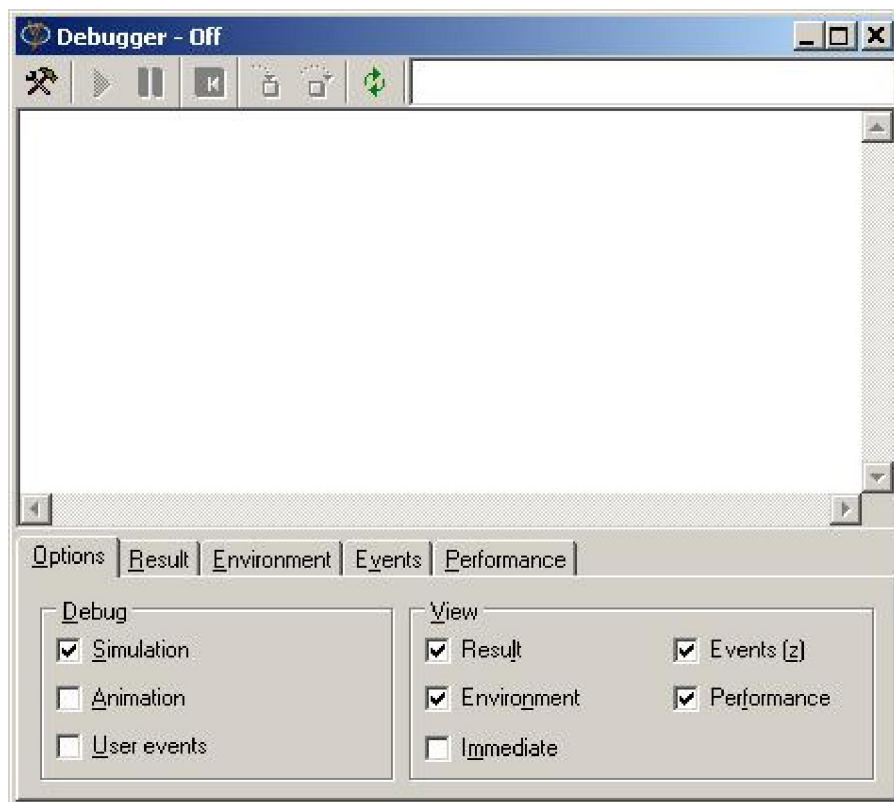 Debugger - Off
Options Result Environment Events Performance
Debug View
Simulation Result Events (z)
Animation Environment Performance
User events Immediate